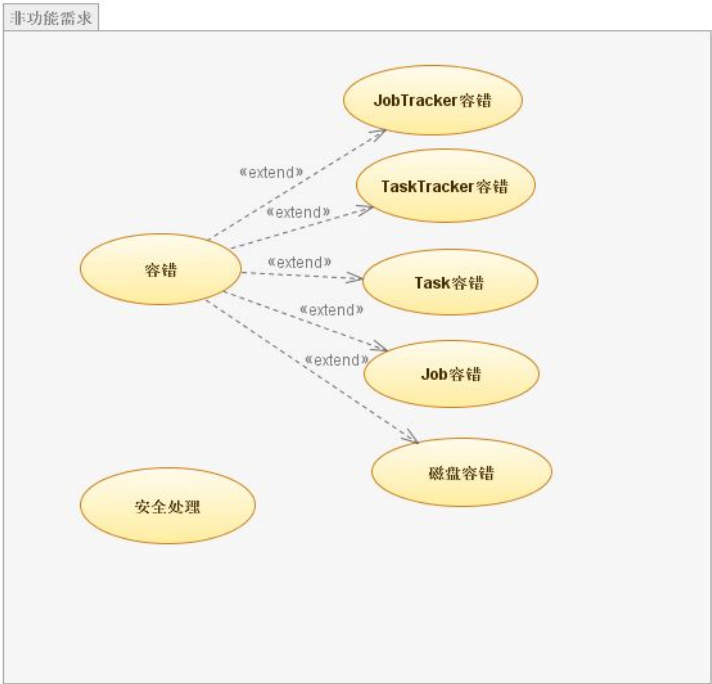 非功能需求
JobTracker容错
«extend»
TaskTracker容错
«extend»
容错
«extend»
Task容错
«extend»
«extend»
Job容错
磁盘容错
安全处理